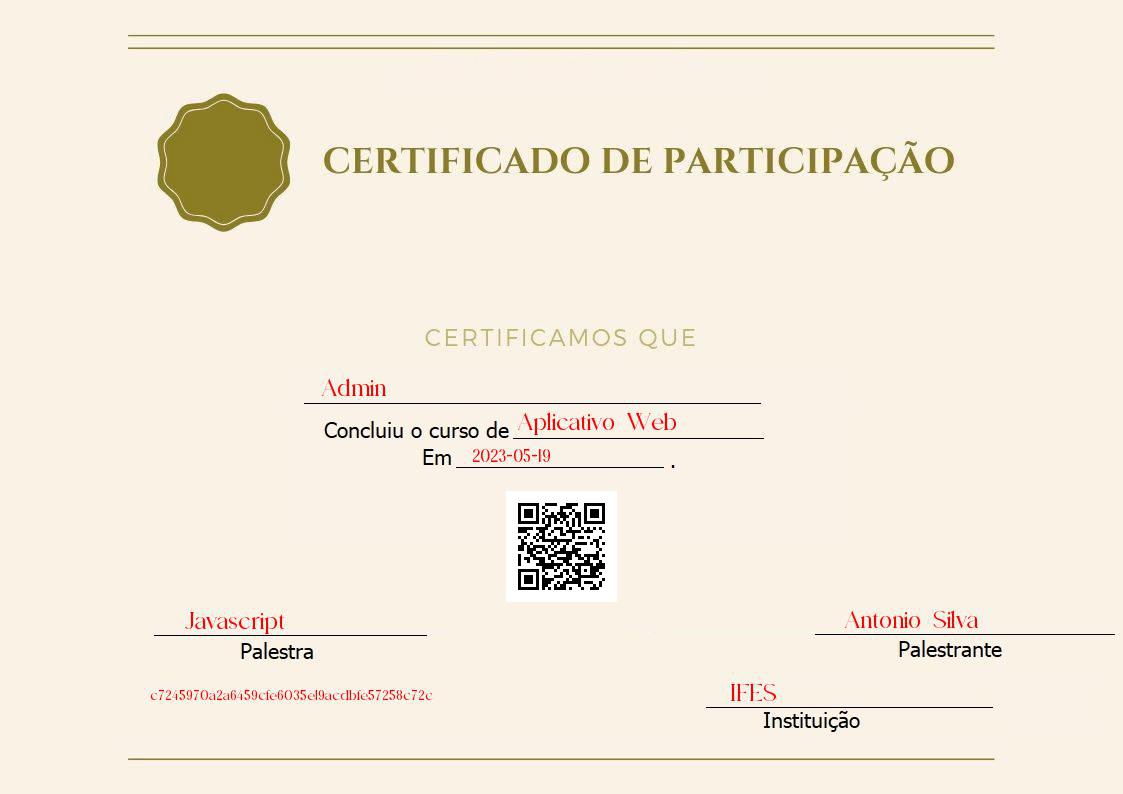 CERTIFICADO DE PARTICIPAÇÃO
CERTIFICAMOS QUE
Admin
Concluiu o curso de Aplicativo Web
Em 2023-05-19 .
Javascript
Palestra
Antonio Silva
Palestrante
c7245970a2a6459cfe6035e19acdbfe57258c72c
IFES
Instituição